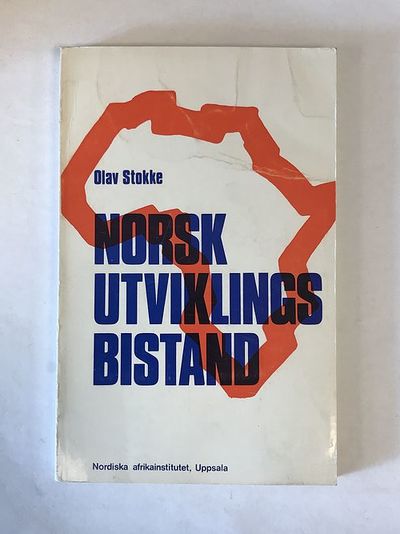 Olav Stokke
NORSK
UTVIKLINGS
BISTAND
Nordiska afrikainstitutet, Uppsala